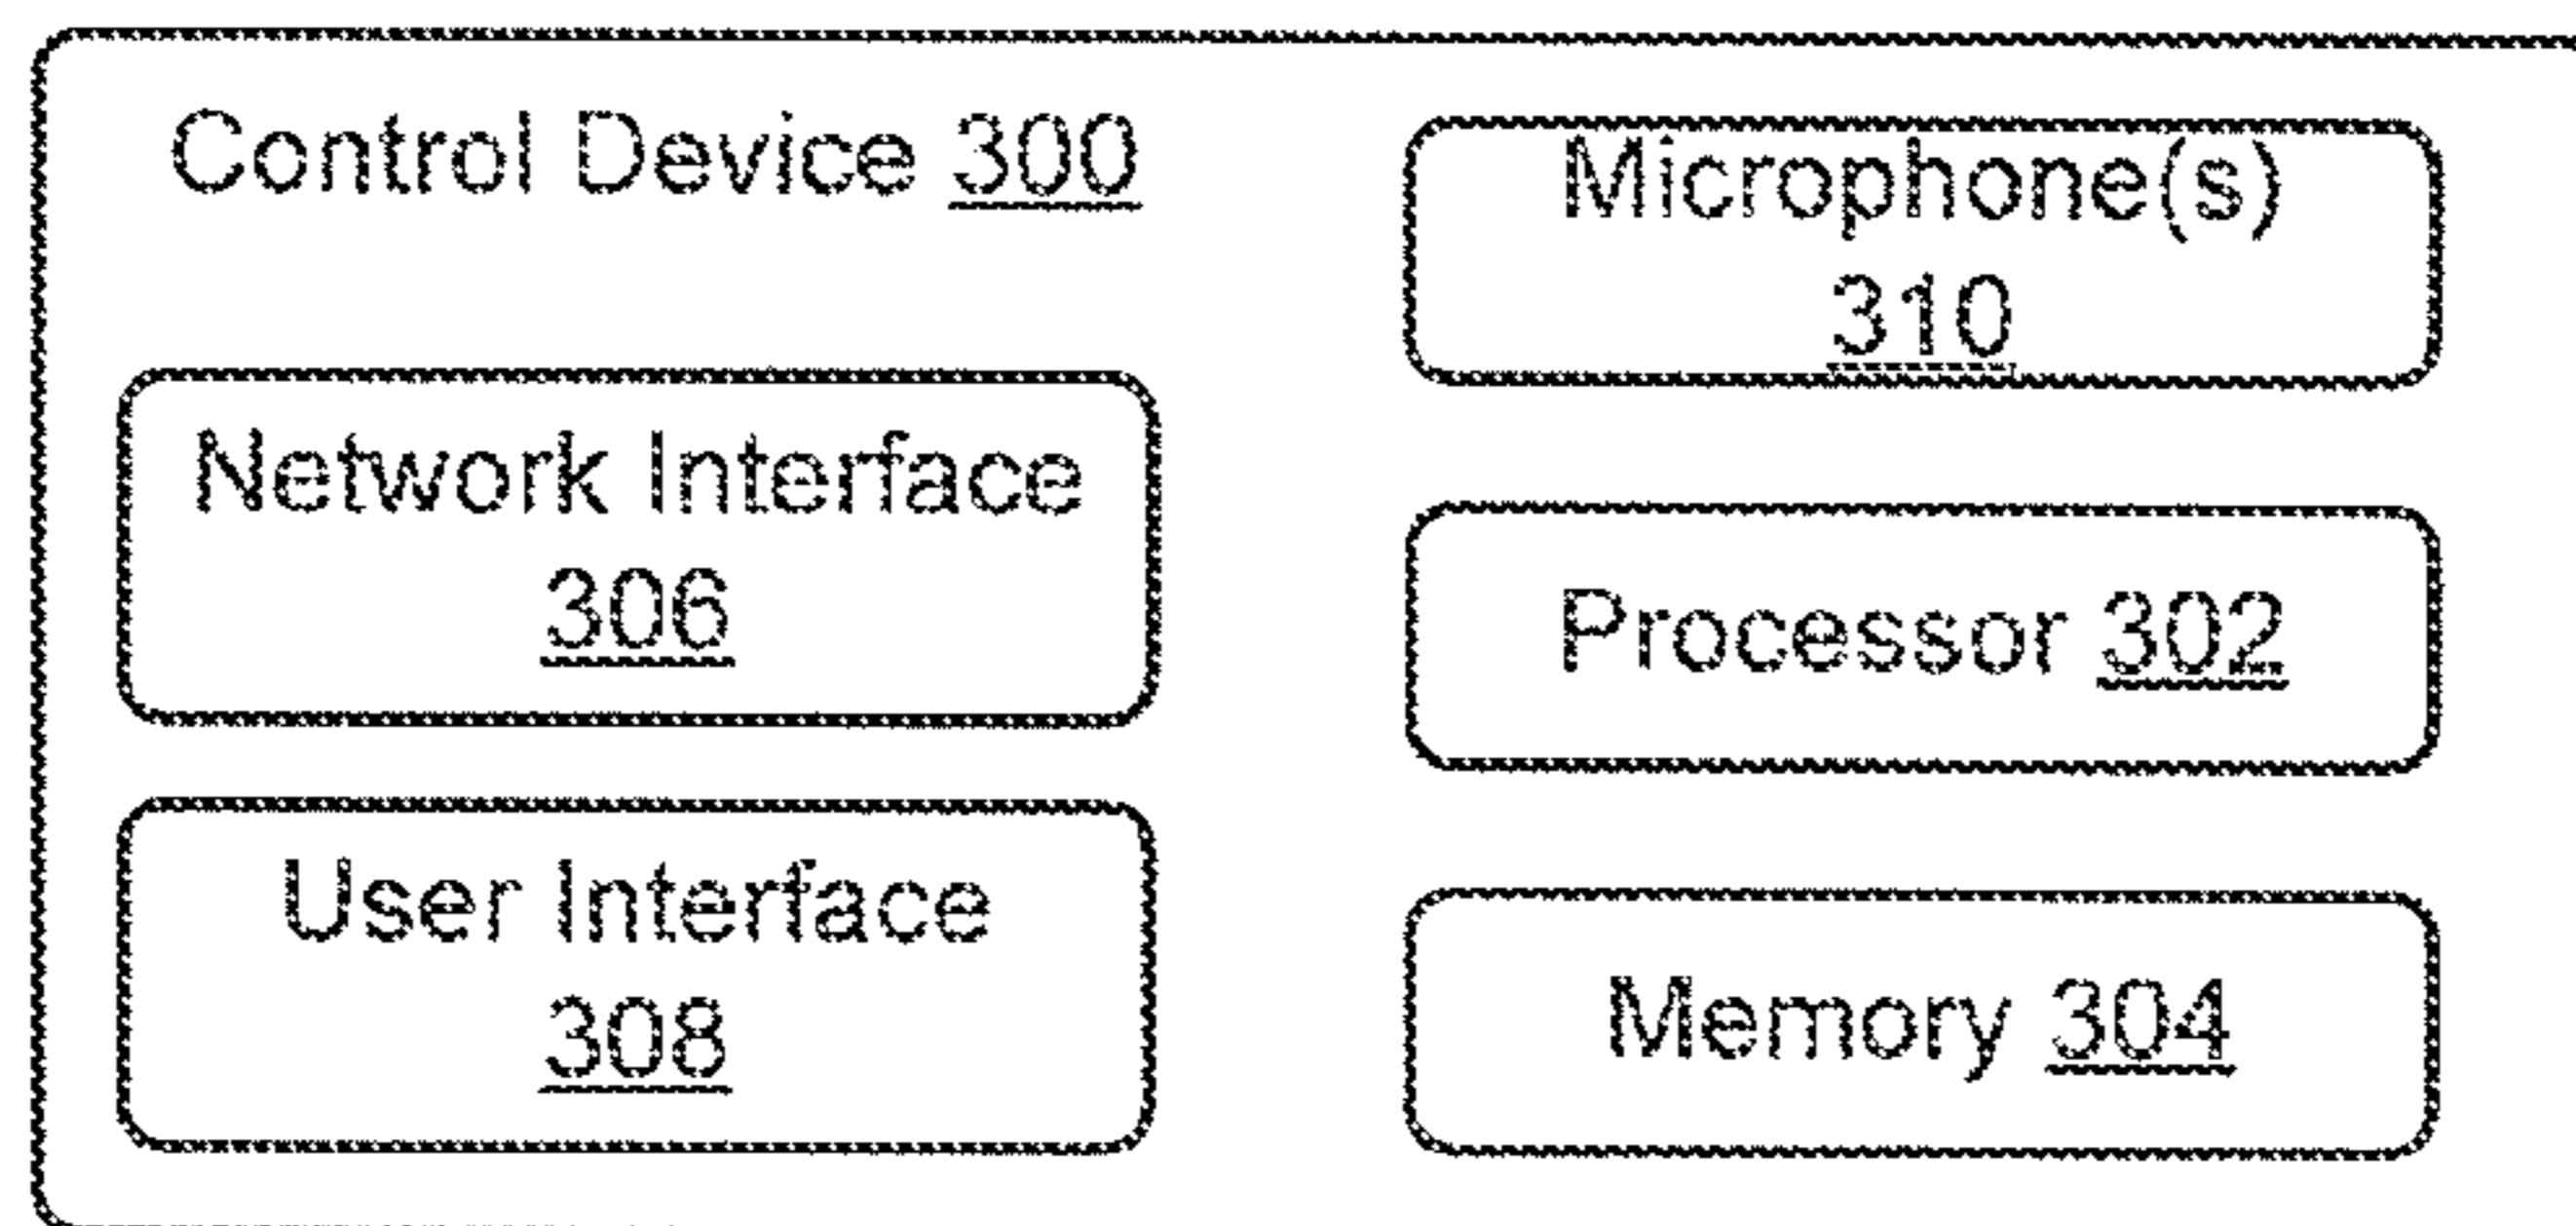 Control Device 300
Microphone(s)
310
Network Interface
306
Processor 302
User Interface
308
Memory 304